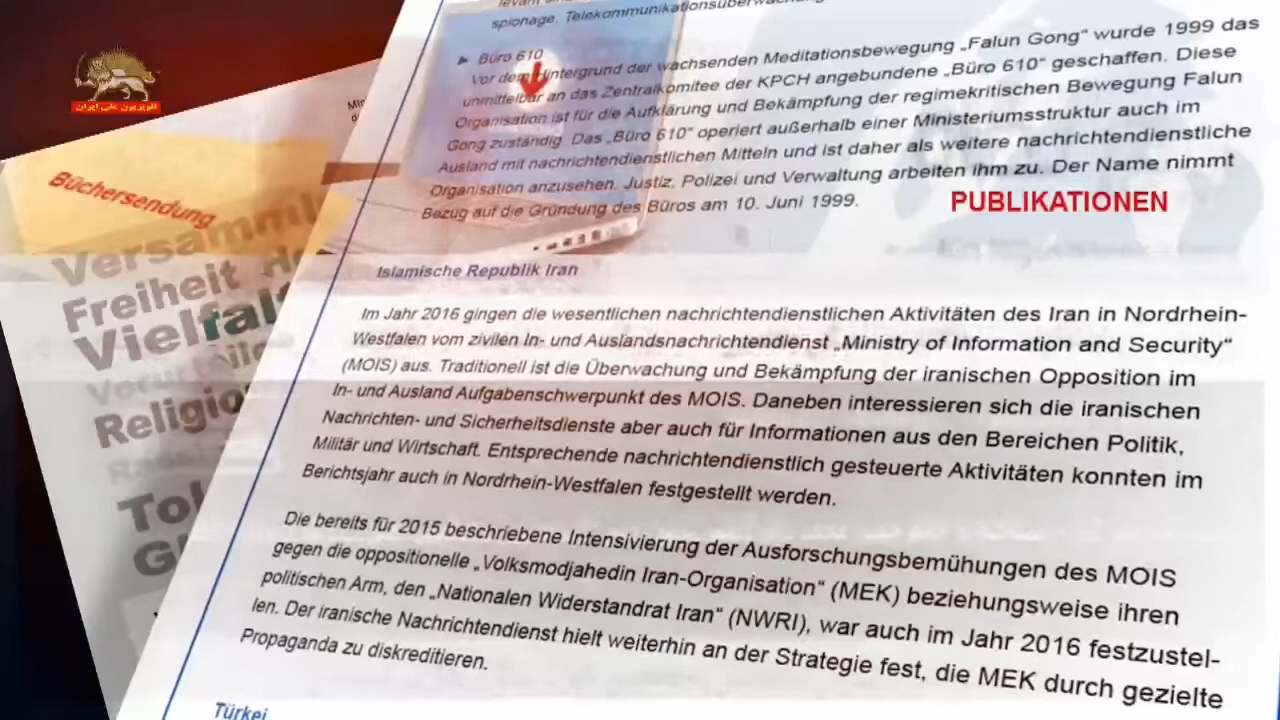 levant sind
spionage, Telekommunikationsüberwachung
► Büro 610
Vor dem Hintergrund der wachsenden Meditationsbewegung „Falun Gong“ wurde 1999 das
unmittelbar an das Zentralkomitee der KPCH angebundene „Büro 610“ geschaffen. Diese
Organisation ist für die Aufklärung und Bekämpfung der regimekritischen Bewegung Falun
Gong zuständig. Das „Büro 610“ operiert außerhalb einer Ministeriumsstruktur auch im
Ausland mit nachrichtendienstlichen Mitteln und ist daher als weitere nachrichtendienstliche
Organisation anzusehen. Justiz, Polizei und Verwaltung arbeiten ihm zu. Der Name nimmt
Bezug auf die Gründung des Büros am 10. Juni 1999.
PUBLIKATIONEN
Islamische Republik Iran
Im Jahr 2016 gingen die wesentlichen nachrichtendienstlichen Aktivitäten des Iran in Nordrhein-
Westfalen vom zivilen In- und Auslandsnachrichtendienst „Ministry of Information and Security“
(MOIS) aus. Traditionell ist die Überwachung und Bekämpfung der iranischen Opposition im
In- und Ausland Aufgabenschwerpunkt des MOIS. Daneben interessieren sich die iranischen
Nachrichten- und Sicherheitsdienste aber auch für Informationen aus den Bereichen Politik,
Militär und Wirtschaft. Entsprechende nachrichtendienstlich gesteuerte Aktivitäten konnten im
Berichtsjahr auch in Nordrhein-Westfalen festgestellt werden.
Die bereits für 2015 beschriebene Intensivierung der Ausforschungsbemühungen des MOIS
gegen die oppositionelle „Volksmodjahedin Iran-Organisation“ (MEK) beziehungsweise ihren
politischen Arm, den „Nationalen Widerstandrat Iran“ (NWRI), war auch im Jahr 2016 festzustel-
len. Der iranische Nachrichtendienst hielt weiterhin an der Strategie fest, die MEK durch gezielte
Propaganda zu diskreditieren.
Türkei
تلویزیون ملی ایران
Büchersendung
Versamml
Freiheit de
Vielfalt
Vorurteile
Religio
Tol